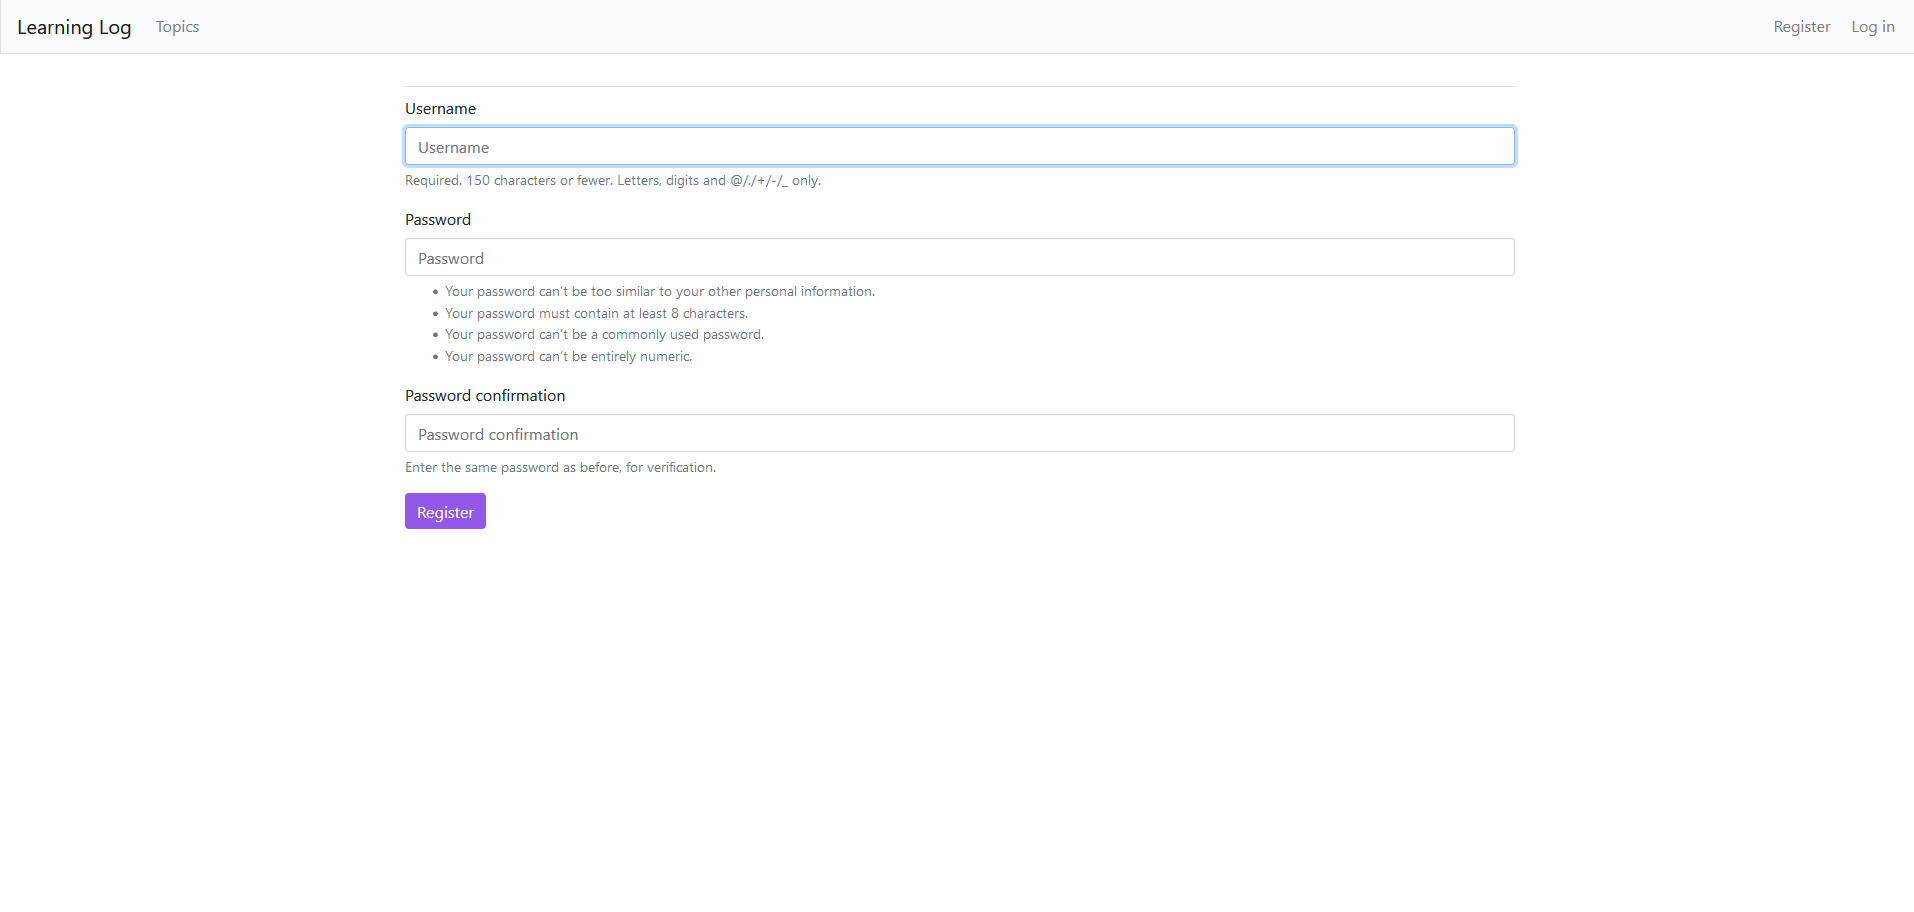 Learning Log Topics Register Log in
Username
Username
Required. 150 characters or fewer. Letters, digits and @/./+/-/_ only.
Password
Password
• Your password can't be too similar to your other personal information.
• Your password must contain at least 8 characters.
• Your password can't be a commonly used password.
• Your password can't be entirely numeric.
Password confirmation
Password confirmation
Enter the same password as before, for verification.
Register